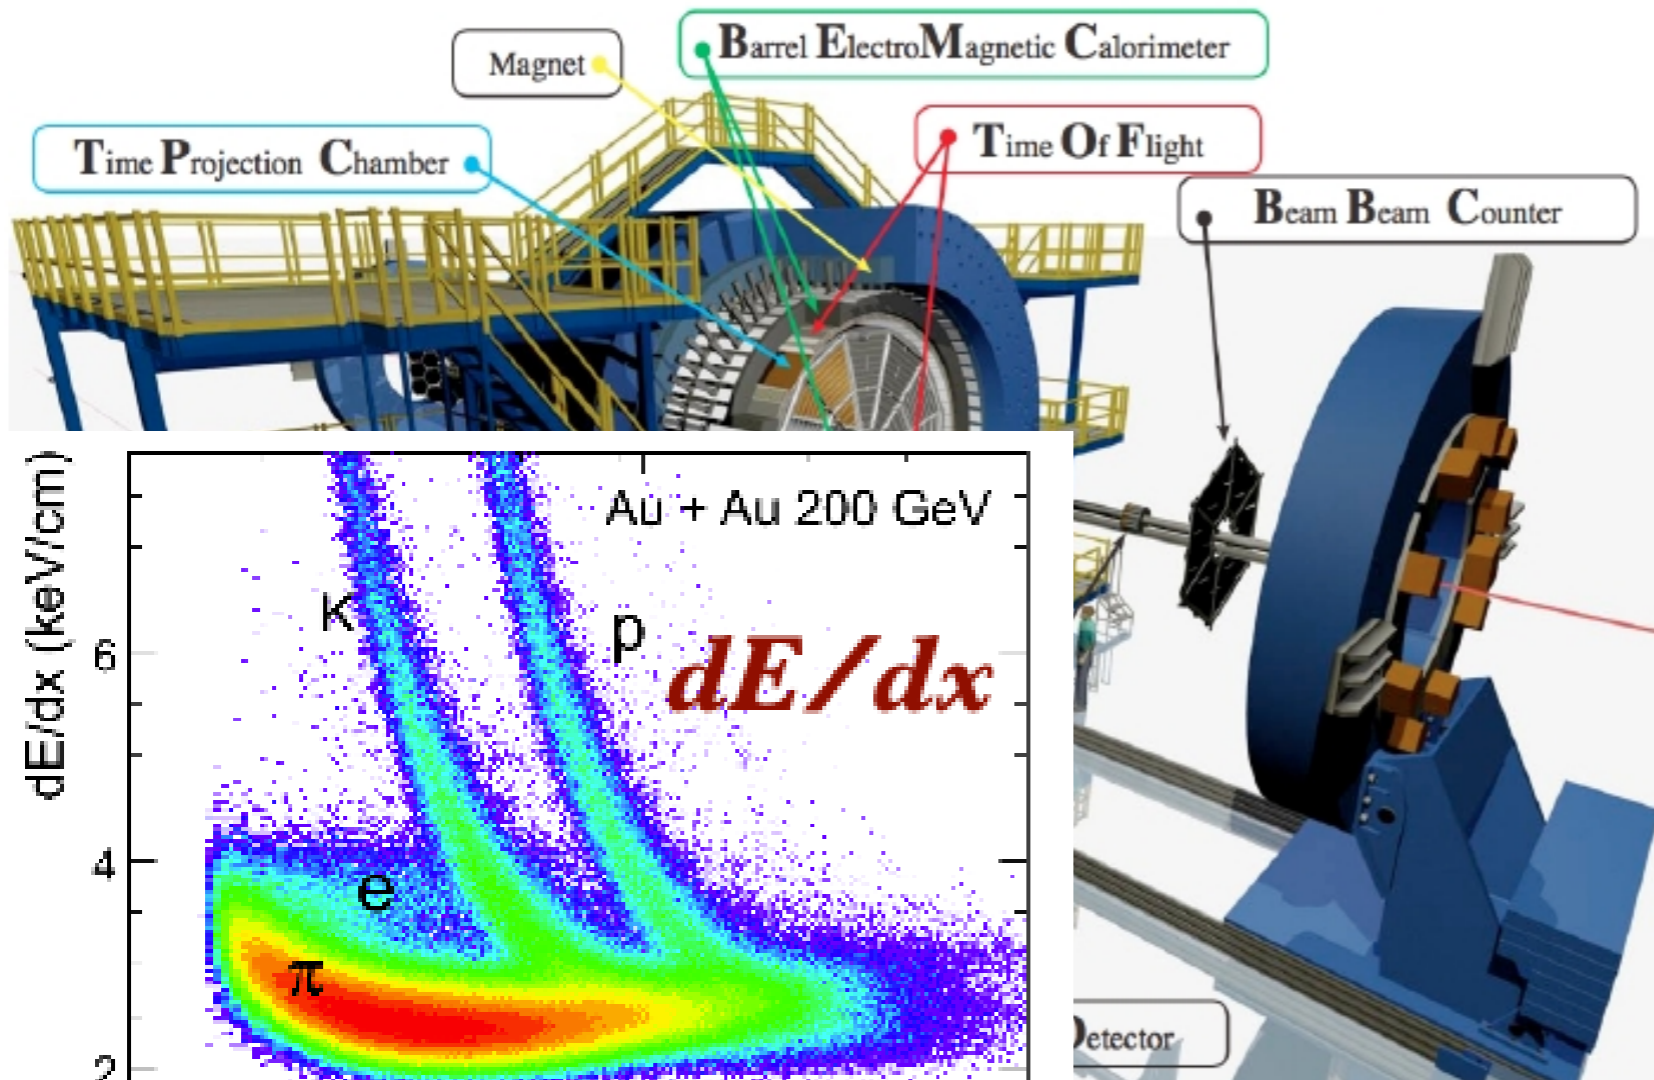 Barrel ElectroMagnetic Calorimeter
Magnet
Time Of Flight
Time Projection Chamber
Beam Beam Counter
dE/dx (keV/cm)
Au + Au 200 GeV
K
p
dE/dx
6
4
e
π
2
Detector